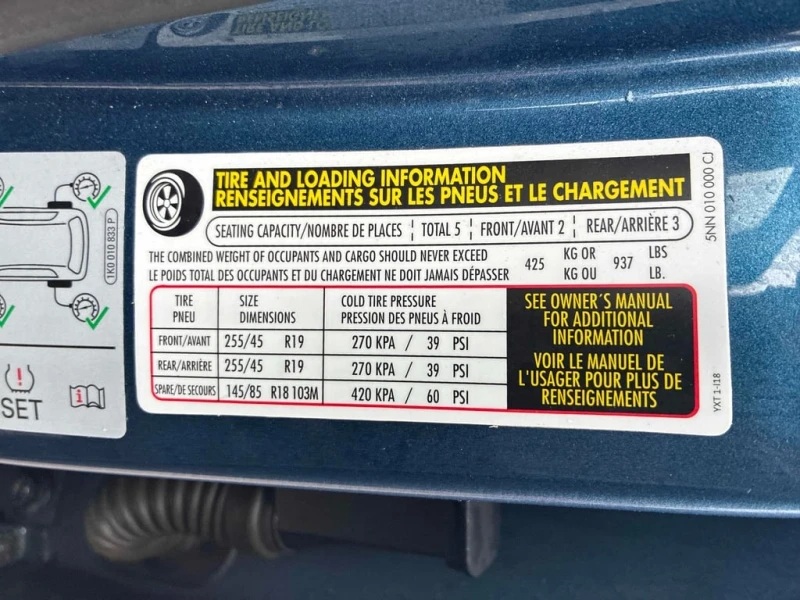 TIRE AND LOADING INFORMATION
RENSEIGNEMENTS SUR LES PNEUS ET LE CHARGEMENT
SEATING CAPACITY/NOMBRE DE PLACES ¦ TOTAL 5 ¦ FRONT/AVANT 2 ¦ REAR/ARRIÈRE 3
THE COMBINED WEIGHT OF OCCUPANTS AND CARGO SHOULD NEVER EXCEED 425 KG OR 937 LBS
LE POIDS TOTAL DES OCCUPANTS ET DU CHARGEMENT NE DOIT JAMAIS DÉPASSER KG OU LB.
TIRE SIZE COLD TIRE PRESSURE
PNEU DIMENSIONS PRESSION DES PNEUS À FROID
FRONT/AVANT 255/45 R19 270 KPA / 39 PSI
REAR/ARRIÈRE 255/45 R19 270 KPA / 39 PSI
SPARE/DE SECOURS 145/85 R18 103M 420 KPA / 60 PSI
SEE OWNER´S MANUAL
FOR ADDITIONAL
INFORMATION
VOIR LE MANUEL DE
L'USAGER POUR PLUS DE
RENSEIGNEMENTS
5NN 010 000 CJ
YXT 1-I18
1K0 010 833 P
SET